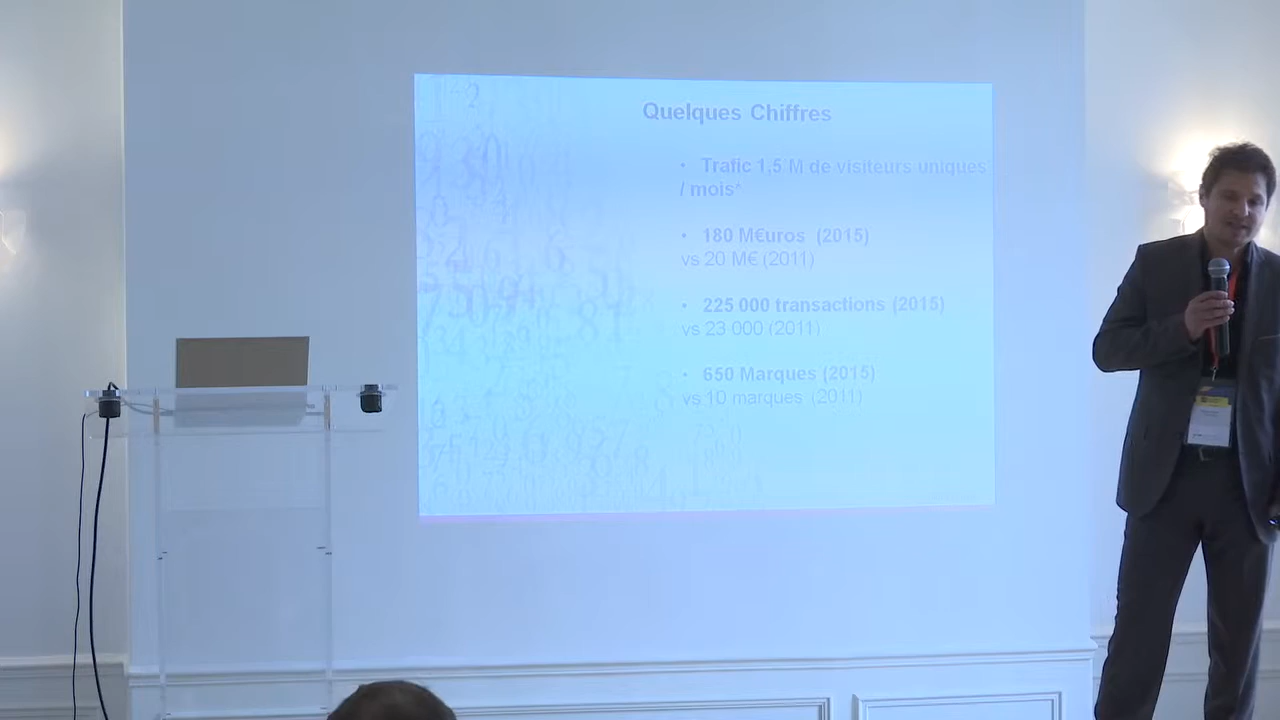 Quelques Chiffres
• Trafic 1,5 M de visiteurs uniques
/ mois*
• 180 M€uros (2015)
vs 20 M€ (2011)
• 225 000 transactions (2015)
vs 23 000 (2011)
• 650 Marques (2015)
vs 10 marques (2011)